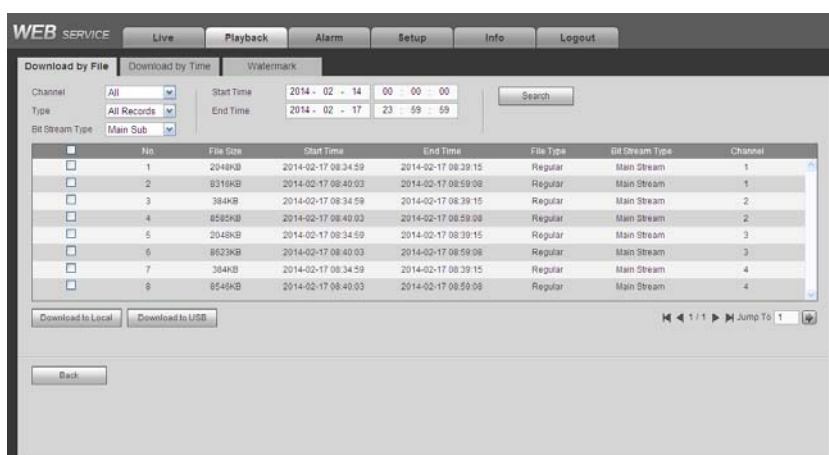 WEB SERVICE
Live Playback Alarm Setup Info Logout
Download by File Download by Time Watermark
Channel All Start Time 2014 - 02 - 14 00 : 00 : 00 Search
Type All Records End Time 2014 - 02 - 17 23 : 59 : 59
Bit Stream Type Main Sub
No. File Size Start Time End Time File Type Bit Stream Type Channel
1 2048KB 2014-02-17 08:34:59 2014-02-17 08:39:15 Regular Main Stream 1
2 8316KB 2014-02-17 08:40:03 2014-02-17 08:59:08 Regular Main Stream 1
3 384KB 2014-02-17 08:34:59 2014-02-17 08:39:15 Regular Main Stream 2
4 8585KB 2014-02-17 08:40:03 2014-02-17 08:59:08 Regular Main Stream 2
5 2048KB 2014-02-17 08:34:59 2014-02-17 08:39:15 Regular Main Stream 3
6 8623KB 2014-02-17 08:40:03 2014-02-17 08:59:08 Regular Main Stream 3
7 384KB 2014-02-17 08:34:59 2014-02-17 08:39:15 Regular Main Stream 4
8 8546KB 2014-02-17 08:40:03 2014-02-17 08:59:08 Regular Main Stream 4
Download to Local Download to USB 1 / 1 Jump To 1
Back